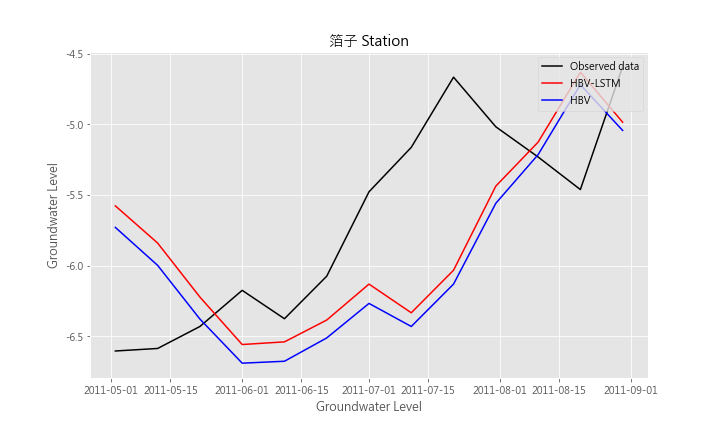 箔子 Station
Observed data
HBV-LSTM
HBV
Groundwater Level
-4.5
-5.0
-5.5
-6.0
-6.5
2011-05-01 2011-05-15 2011-06-01 2011-06-15 2011-07-01 2011-07-15 2011-08-01 2011-08-15 2011-09-01
Groundwater Level